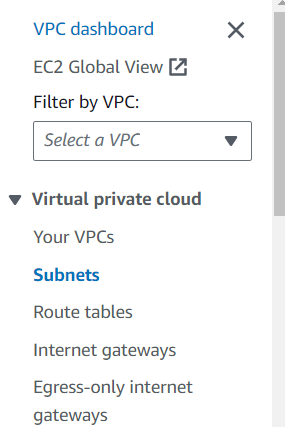 VPC dashboard
EC2 Global View
Filter by VPC:
Select a VPC
Virtual private cloud
Your VPCs
Subnets
Route tables
Internet gateways
Egress-only internet
gateways